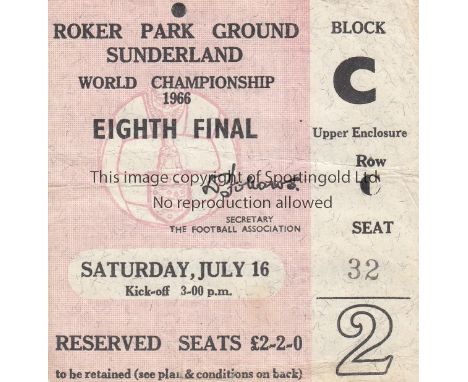 ROKER PARK GROUND
SUNDERLAND
WORLD CHAMPIONSHIP
1966
EIGHTH FINAL
This image copyright of Sportingold Ltd
No reproduction allowed
SECRETARY
THE FOOTBALL ASSOCIATION
SATURDAY, JULY 16
Kick-off 3-00 p.m.
RESERVED SEATS £2-2-0
to be retained (see plan & conditions on back)
BLOCK
C
Upper Enclosure
Row
SEAT
32
2